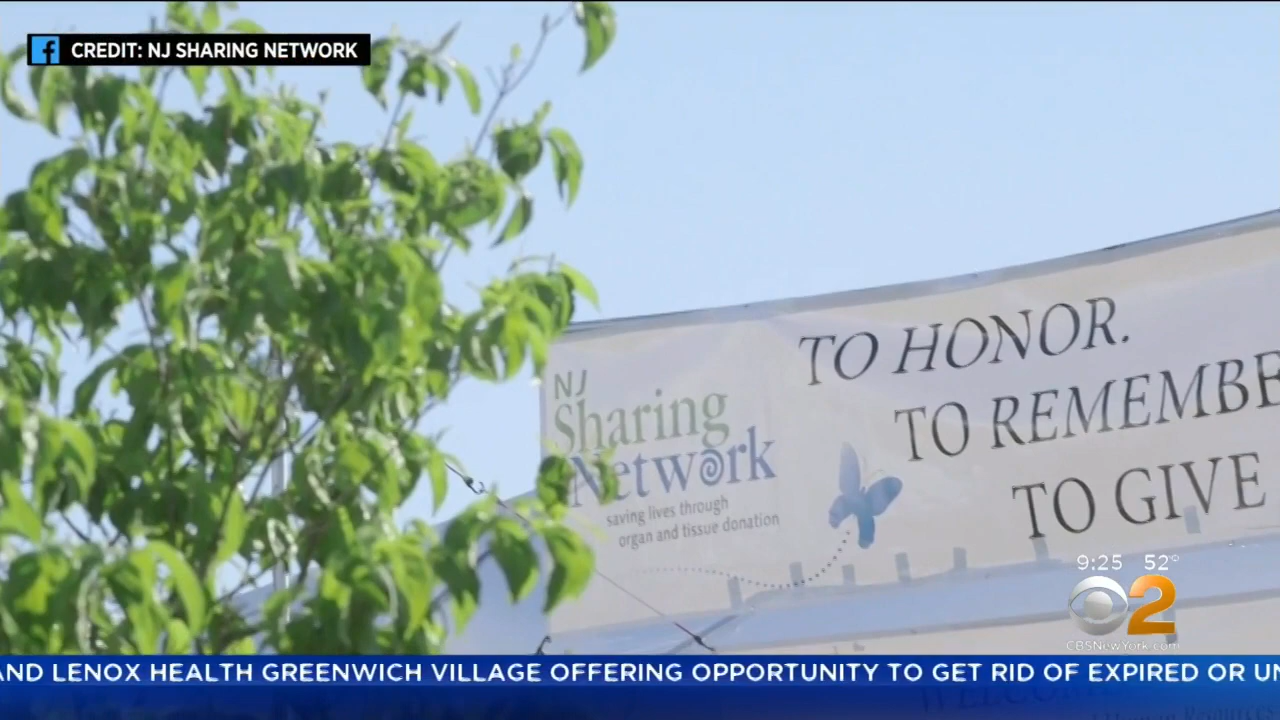 CREDIT: NJ SHARING NETWORK
TO HONOR.
TO REMEMBE
TO GIVE
NJ
Sharing
Network
saving lives through
organ and tissue donation
9:25 52°
2
CBSNewYork.com
AND LENOX HEALTH GREENWICH VILLAGE OFFERING OPPORTUNITY TO GET RID OF EXPIRED OR UN
WELCOME